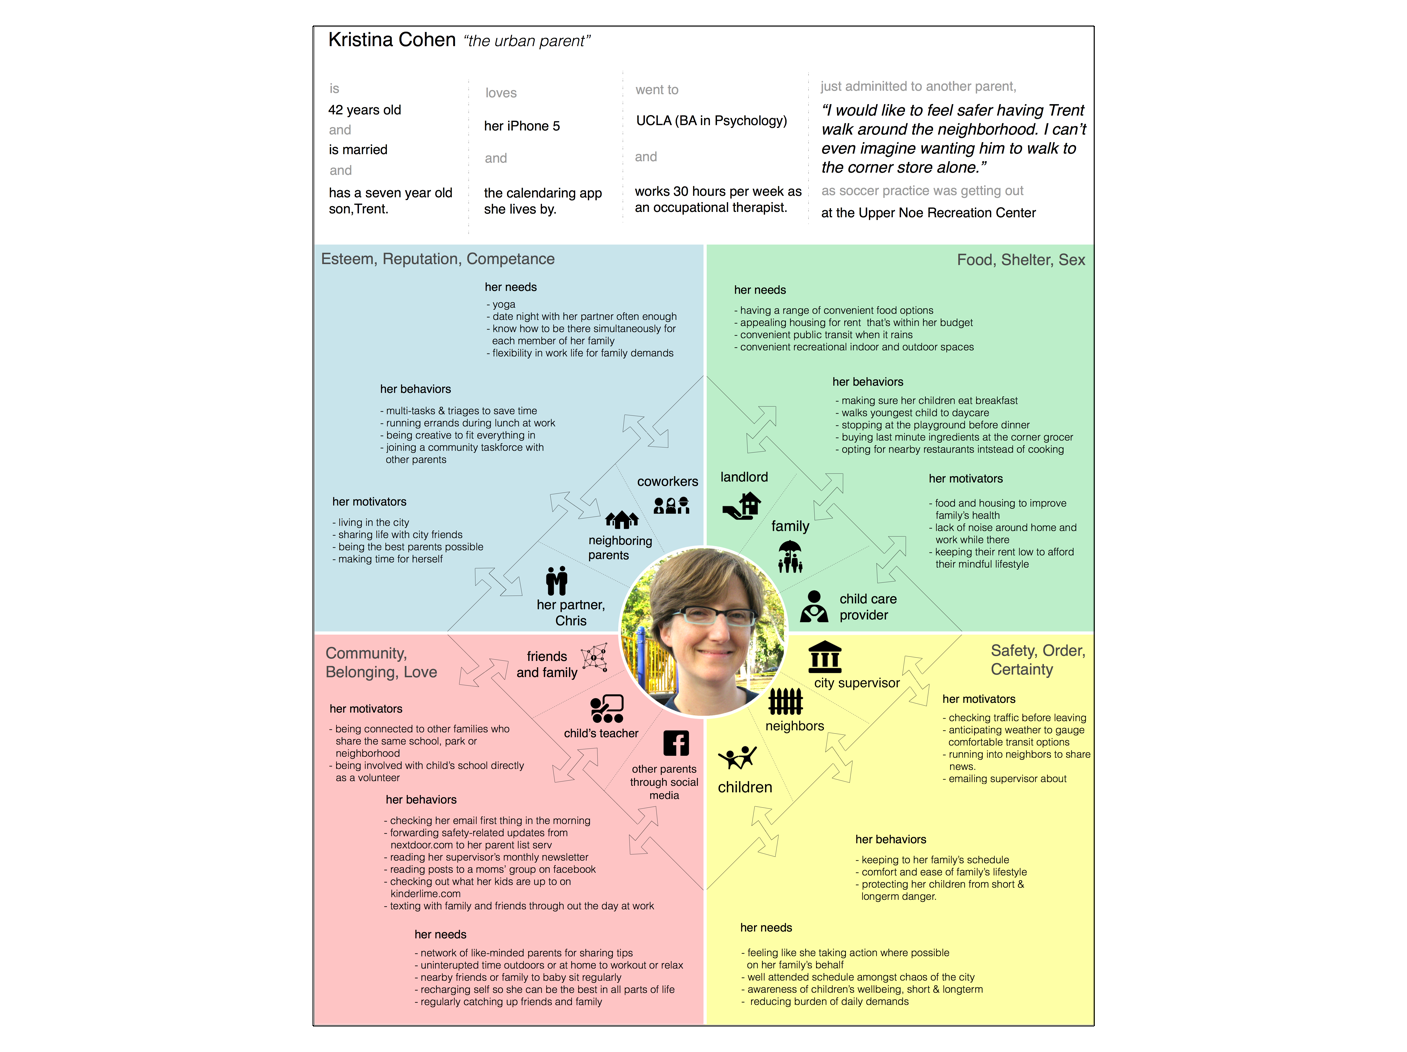 Kristina Cohen “the urban parent”
is
42 years old
and
is married
and
has a seven year old
son,Trent.
loves
her iPhone 5
and
the calendaring app
she lives by.
went to
UCLA (BA in Psychology)
and
works 30 hours per week as
an occupational therapist.
just adminitted to another parent,
“I would like to feel safer having Trent
walk around the neighborhood. I can’t
even imagine wanting him to walk to
the corner store alone.”
as soccer practice was getting out
at the Upper Noe Recreation Center
Esteem, Reputation, Competance
her needs
- yoga
- date night with her partner often enough
- know how to be there simultaneously for
each member of her family
- flexibility in work life for family demands
her behaviors
- multi-tasks & triages to save time
- running errands during lunch at work
- being creative to fit everything in
- joining a community taskforce with
other parents
her motivators
- living in the city
- sharing life with city friends
- being the best parents possible
- making time for herself
coworkers
neighboring
parents
her partner,
Chris
Food, Shelter, Sex
her needs
- having a range of convenient food options
- appealing housing for rent that’s within her budget
- convenient public transit when it rains
- convenient recreational indoor and outdoor spaces
her behaviors
- making sure her children eat breakfast
- walks youngest child to daycare
- stopping at the playground before dinner
- buying last minute ingredients at the corner grocer
- opting for nearby restaurants intstead of cooking
her motivators
- food and housing to improve
family’s health
- lack of noise around home and
work while there
- keeping their rent low to afford
their mindful lifestyle
landlord
family
child care
provider
Community,
Belonging, Love
friends
and family
child’s teacher
other parents
through social
media
her motivators
- being connected to other families who
share the same school, park or
neighborhood
- being involved with child’s school directly
as a volunteer
her behaviors
- checking her email first thing in the morning
- forwarding safety-related updates from
nextdoor.com to her parent list serv
- reading her supervisor’s monthly newsletter
- reading posts to a moms’ group on facebook
- checking out what her kids are up to on
kinderlime.com
- texting with family and friends through out the day at work
her needs
- network of like-minded parents for sharing tips
- uninterupted time outdoors or at home to workout or relax
- nearby friends or family to baby sit regularly
- recharging self so she can be the best in all parts of life
- regularly catching up friends and family
Safety, Order,
Certainty
city supervisor
neighbors
children
her motivators
- checking traffic before leaving
- anticipating weather to gauge
comfortable transit options
- running into neighbors to share
news.
- emailing supervisor about
her behaviors
- keeping to her family’s schedule
- comfort and ease of family’s lifestyle
- protecting her children from short &
longerm danger.
her needs
- feeling like she taking action where possible
on her family’s behalf
- well attended schedule amongst chaos of the city
- awareness of children’s wellbeing, short & longterm
- reducing burden of daily demands